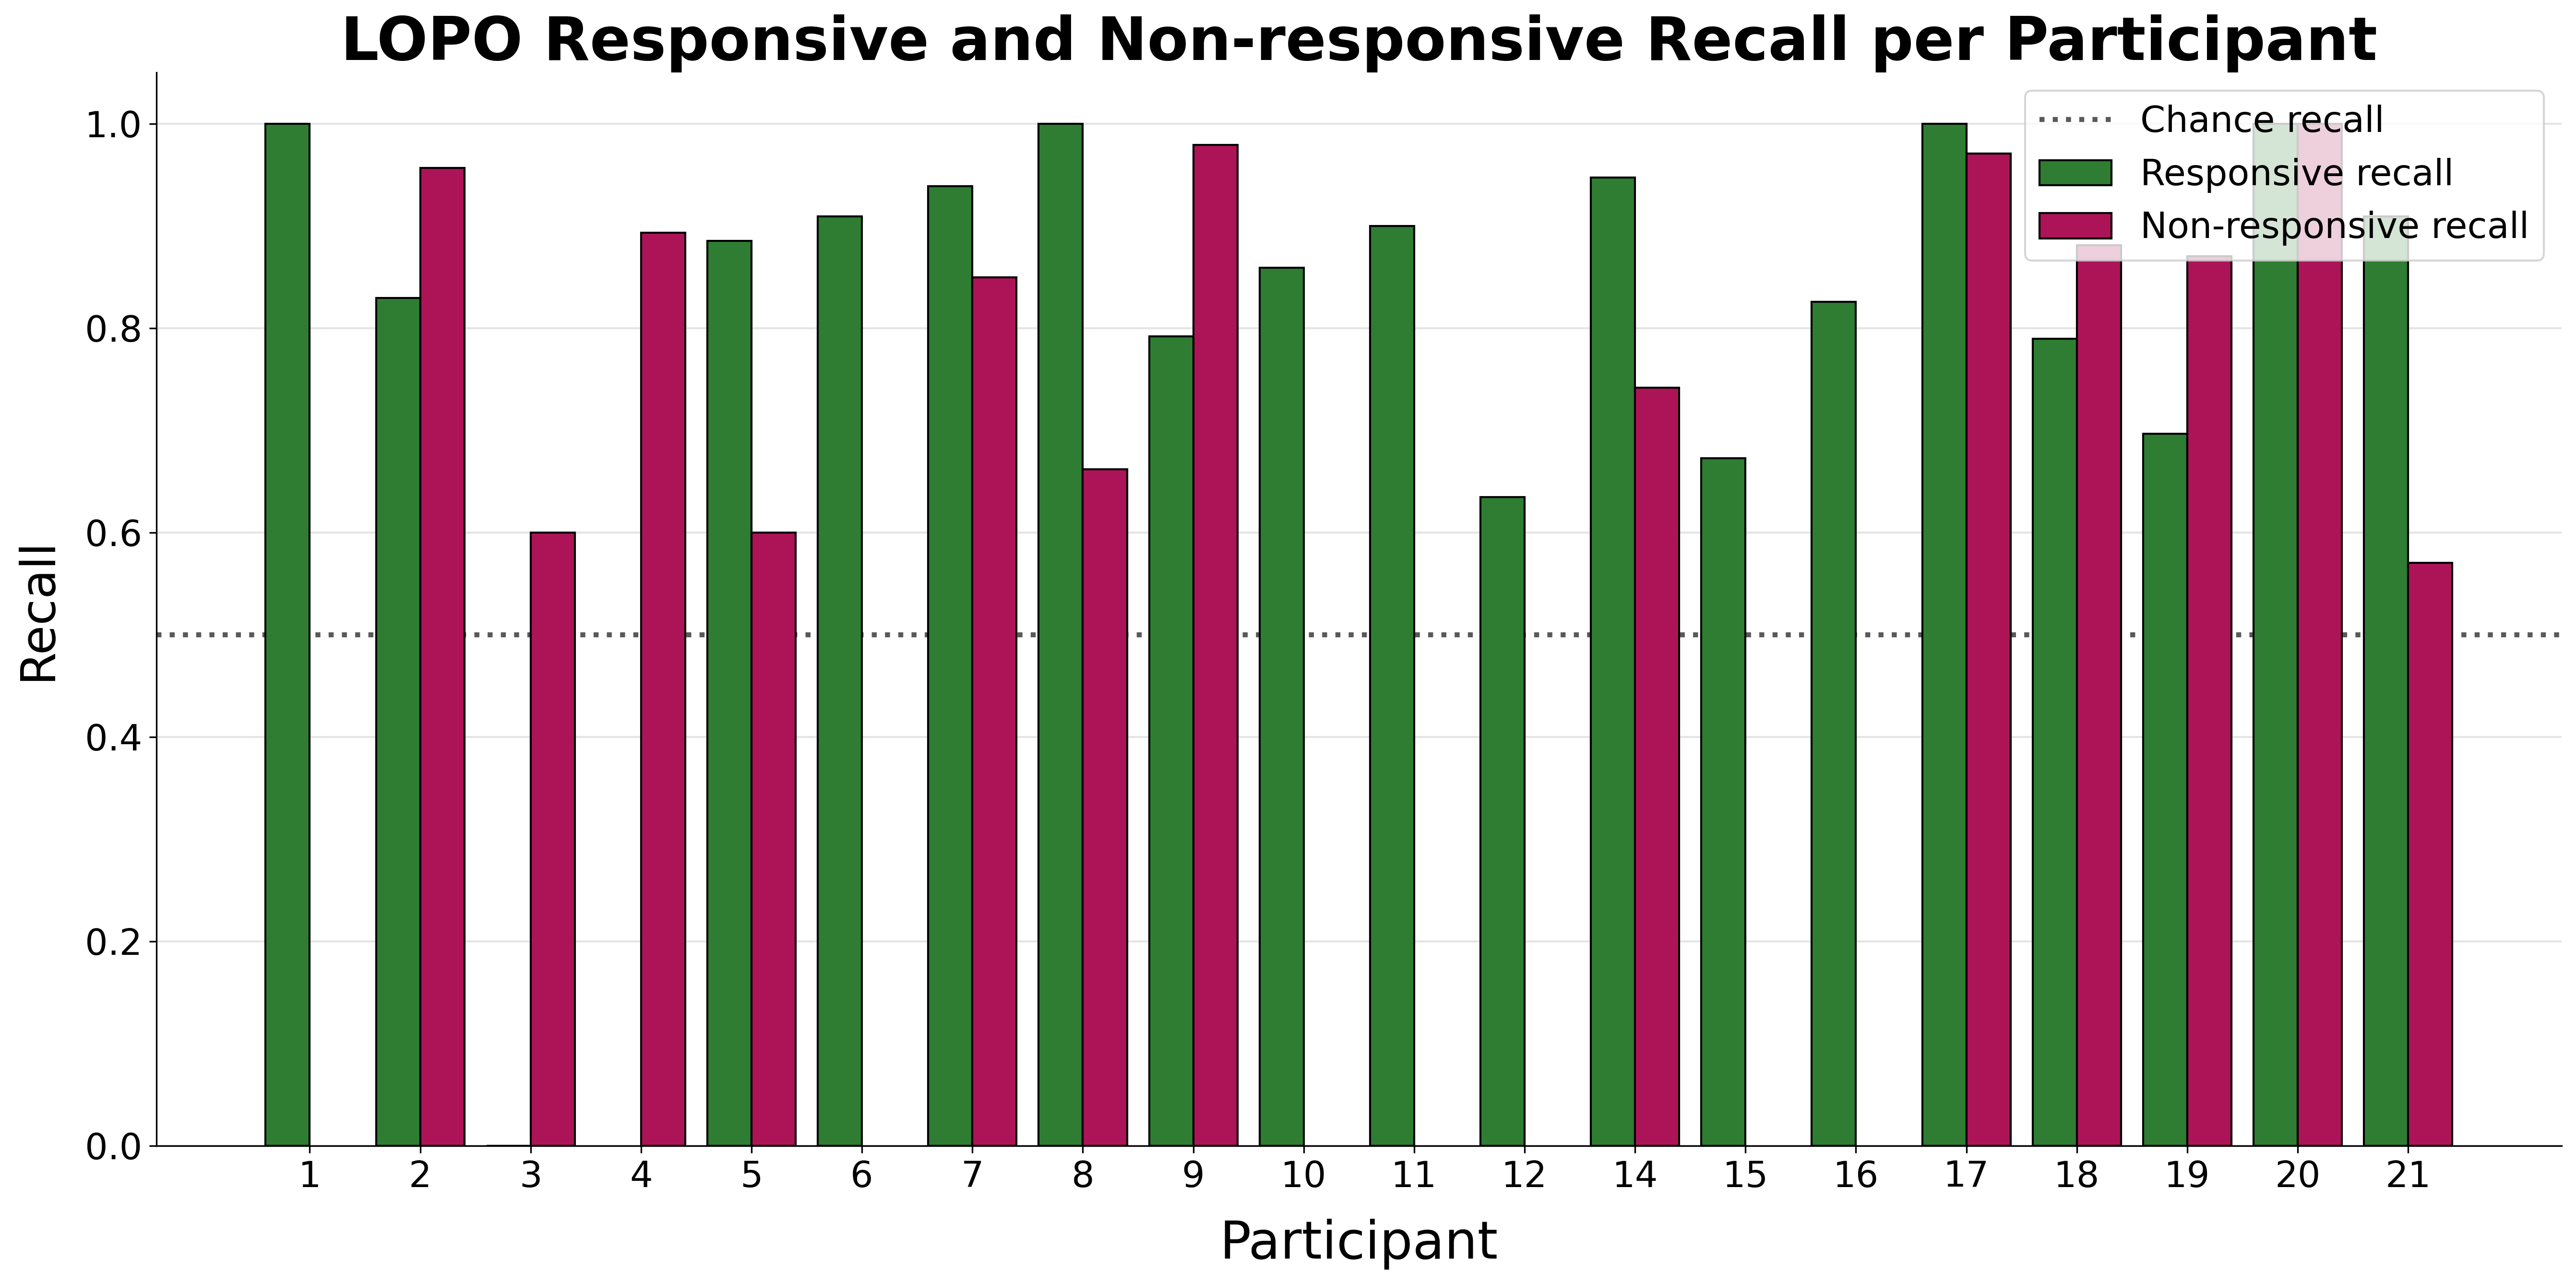 LOPO Responsive and Non-responsive Recall per Participant
Chance recall
Responsive recall
Non-responsive recall
Recall
1.0
0.8
0.6
0.4
0.2
0.0
1 2 3 4 5 6 7 8 9 10 11 12 14 15 16 17 18 19 20 21
Participant